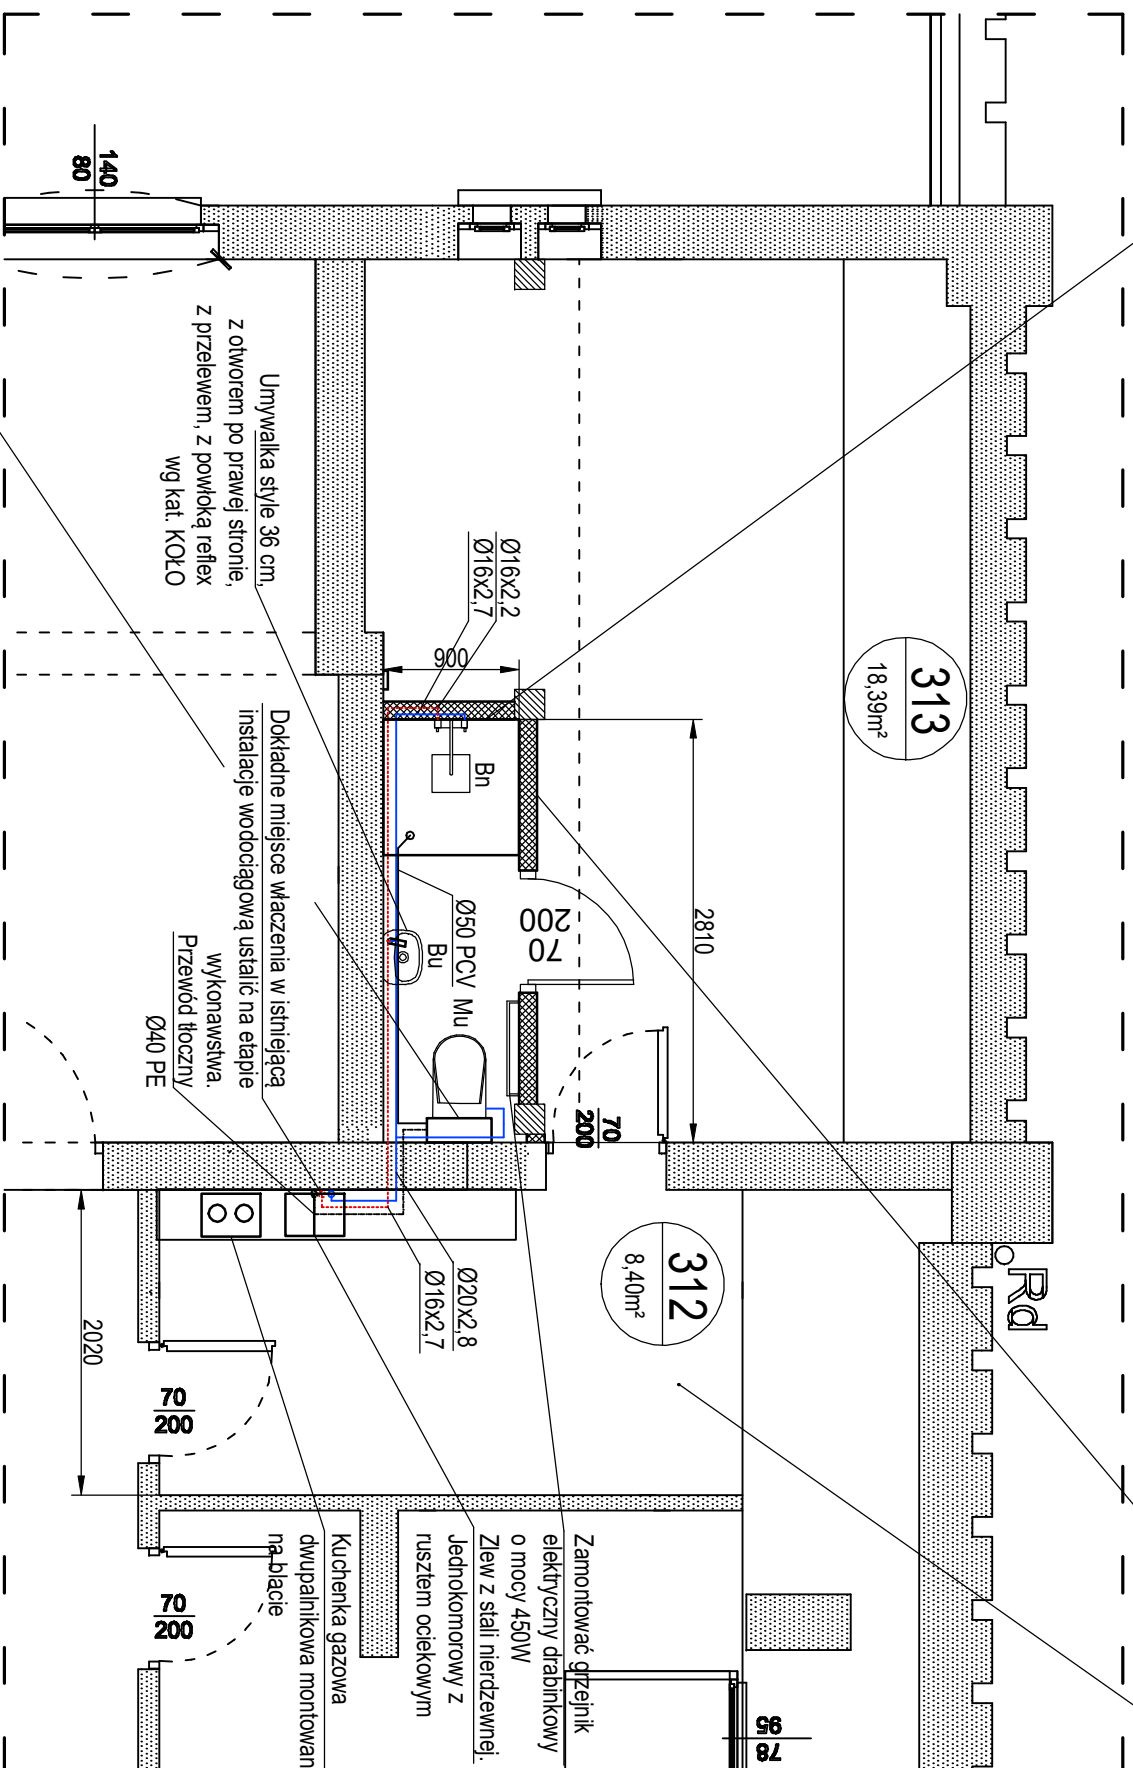 140
80
Umywalka style 36 cm,
z otworem po prawej stronie,
z przelewem, z powłoką reflex
wg kat. KOŁO
Ø16x2,2
Ø16x2,7
900
313
18,39m²
2810
Bn
Dokładne miejsce właczenia w istniejącą
instalacje wodociągową ustalić na etapie
wykonawstwa.
Przewód tłoczny
Ø40 PE
Ø50 PCV
Bu
Mu
70
200
70
200
312
8,40m²
Rd
Ø20x2,8
Ø16x2,7
2020
70
200
70
200
Zamontować grzejnik
elektryczny drabinkowy
o mocy 450W
Zlew z stali nierdzewnej.
Jednokomorowy z
rusztem ociekowym
Kuchenka gazowa
dwupalnikowa montowan
na blacie
78
95